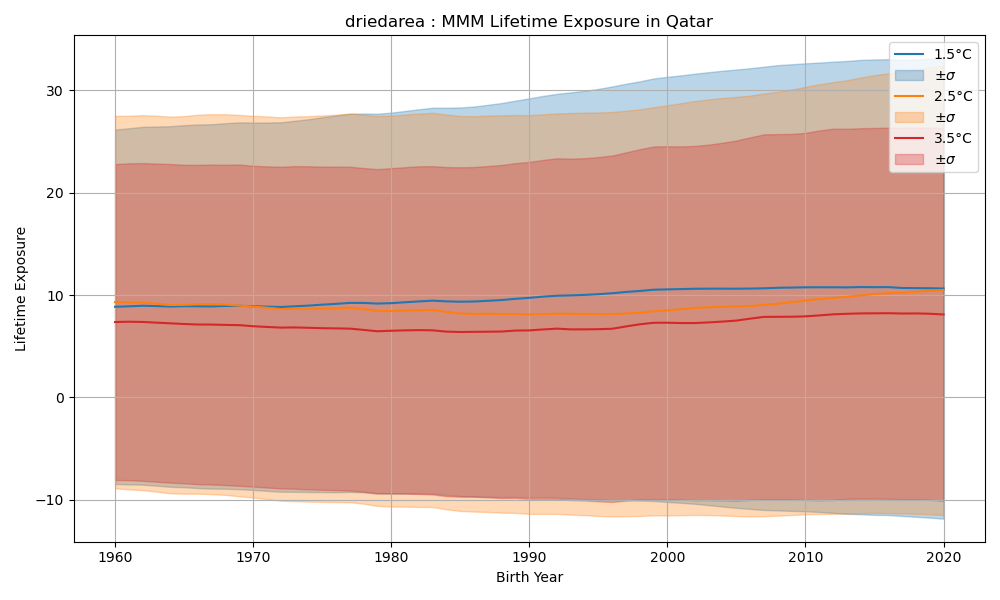 driedarea : MMM Lifetime Exposure in Qatar
1.5°C
±σ
2.5°C
±σ
3.5°C
±σ
30
20
10
0
−10
Lifetime Exposure
1960
1970
1980
1990
2000
2010
2020
Birth Year